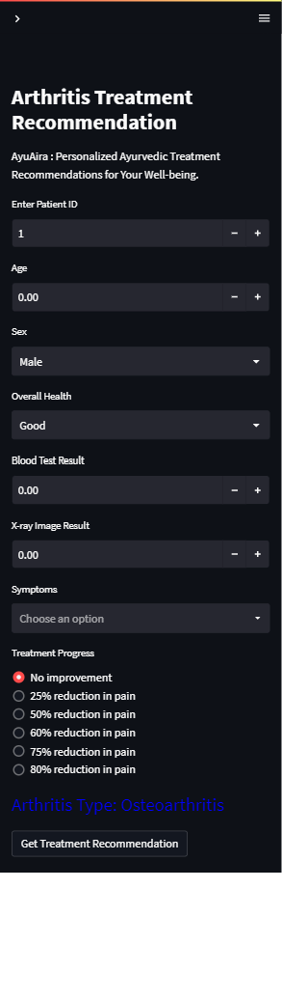 Arthritis Treatment
Recommendation
AyuAira : Personalized Ayurvedic Treatment
Recommendations for Your Well-being.
Enter Patient ID
1
Age
0.00
Sex
Male
Overall Health
Good
Blood Test Result
0.00
X-ray Image Result
0.00
Symptoms
Choose an option
Treatment Progress
No improvement
25% reduction in pain
50% reduction in pain
60% reduction in pain
75% reduction in pain
80% reduction in pain
Arthritis Type: Osteoarthritis
Get Treatment Recommendation